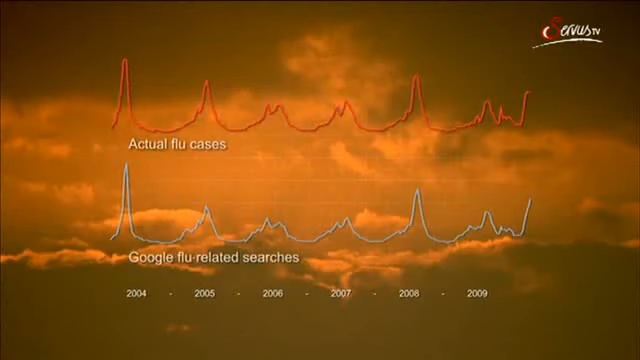 ServusTV
Actual flu cases
Google flu-related searches
2004 - 2005 - 2006 - 2007 - 2008 - 2009